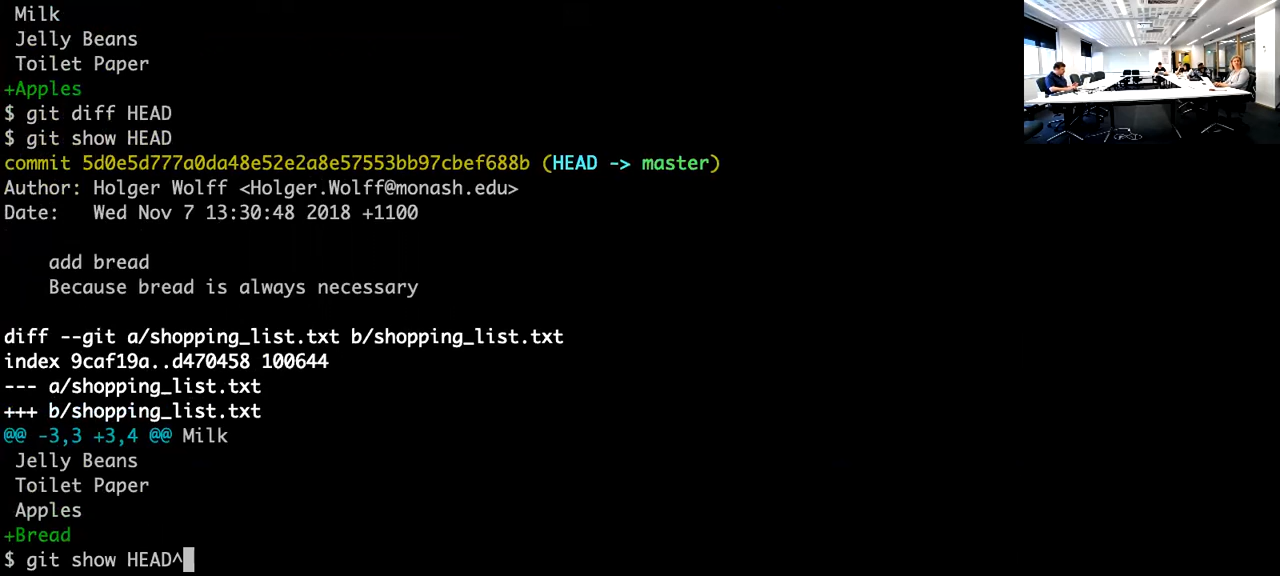 Milk
Jelly Beans
Toilet Paper
+Apples
$ git diff HEAD
$ git show HEAD
commit 5d0e5d777a0da48e52e2a8e57553bb97cbef688b (HEAD -> master)
Author: Holger Wolff <Holger.Wolff@monash.edu>
Date:   Wed Nov 7 13:30:48 2018 +1100
add bread
Because bread is always necessary
diff --git a/shopping_list.txt b/shopping_list.txt
index 9caf19a..d470458 100644
--- a/shopping_list.txt
+++ b/shopping_list.txt
@@ -3,3 +3,4 @@ Milk
Jelly Beans
Toilet Paper
Apples
+Bread
$ git show HEAD^